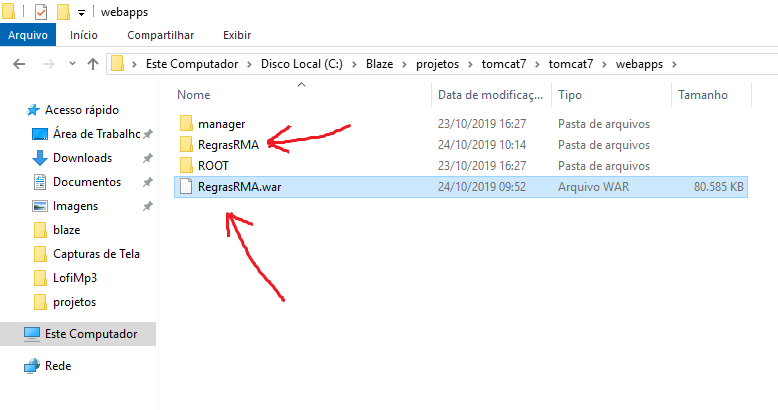 webapps
Arquivo Início Compartilhar Exibir
Este Computador Disco Local (C:) Blaze projetos tomcat7 tomcat7 webapps
Nome Data de modificaç... Tipo Tamanho
Acesso rápido
Área de Trabalho
Downloads
Documentos
Imagens
blaze
Capturas de Tela
LofiMp3
projetos
Este Computador
Rede
manager 23/10/2019 16:27 Pasta de arquivos
RegrasRMA 24/10/2019 10:14 Pasta de arquivos
ROOT 23/10/2019 16:27 Pasta de arquivos
RegrasRMA.war 24/10/2019 09:52 Arquivo WAR 80.585 KB